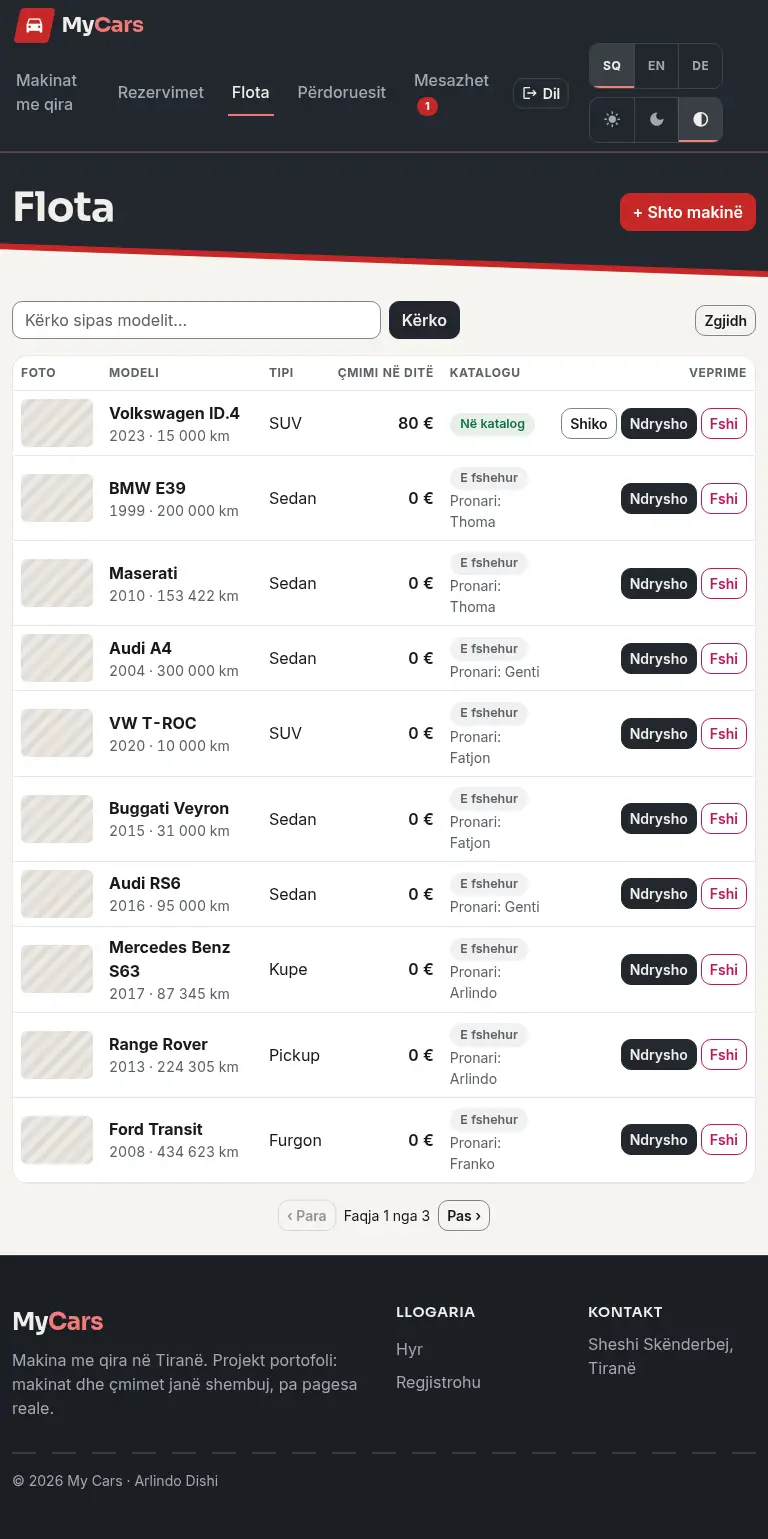 MyCars
Makinat
me qira
Rezervimet
Flota
Përdoruesit
Mesazhet
1
Dil
SQ EN DE
Flota
+ Shto makinë
Kërko sipas modelit...
Kërko
Zgjidh
FOTO MODELI TIPI ÇMIMI NË DITË KATALOGU VEPRIME
Volkswagen ID.4
2023 · 15 000 km
SUV 80 € Në katalog Shiko Ndrysho Fshi
BMW E39
1999 · 200 000 km
Sedan 0 € E fshehur
Pronari:
Thoma
Ndrysho Fshi
Maserati
2010 · 153 422 km
Sedan 0 € E fshehur
Pronari:
Thoma
Ndrysho Fshi
Audi A4
2004 · 300 000 km
Sedan 0 € E fshehur
Pronari: Genti
Ndrysho Fshi
VW T-ROC
2020 · 10 000 km
SUV 0 € E fshehur
Pronari:
Fatjon
Ndrysho Fshi
Buggati Veyron
2015 · 31 000 km
Sedan 0 € E fshehur
Pronari:
Fatjon
Ndrysho Fshi
Audi RS6
2016 · 95 000 km
Sedan 0 € E fshehur
Pronari: Genti
Ndrysho Fshi
Mercedes Benz
S63
2017 · 87 345 km
Kupe 0 € E fshehur
Pronari:
Arlindo
Ndrysho Fshi
Range Rover
2013 · 224 305 km
Pickup 0 € E fshehur
Pronari:
Arlindo
Ndrysho Fshi
Ford Transit
2008 · 434 623 km
Furgon 0 € E fshehur
Pronari:
Franko
Ndrysho Fshi
‹ Para Faqja 1 nga 3 Pas ›
MyCars
Makina me qira në Tiranë. Projekt portofoli:
makinat dhe çmimet janë shembuj, pa pagesa
reale.
LLOGARIA
Hyr
Regjistrohu
KONTAKT
Sheshi Skënderbej,
Tiranë
© 2026 My Cars · Arlindo Dishi